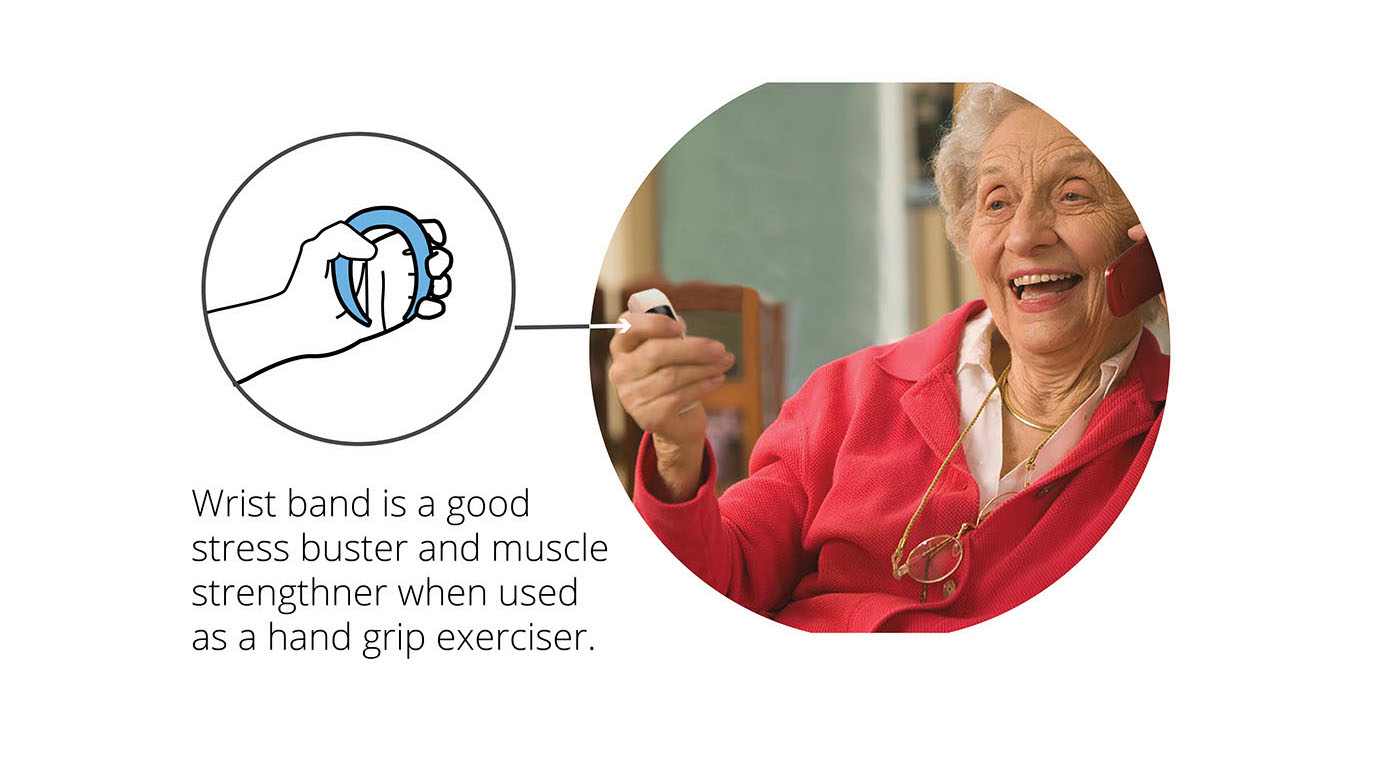 Wrist band is a good
stress buster and muscle
strengthner when used
as a hand grip exerciser.